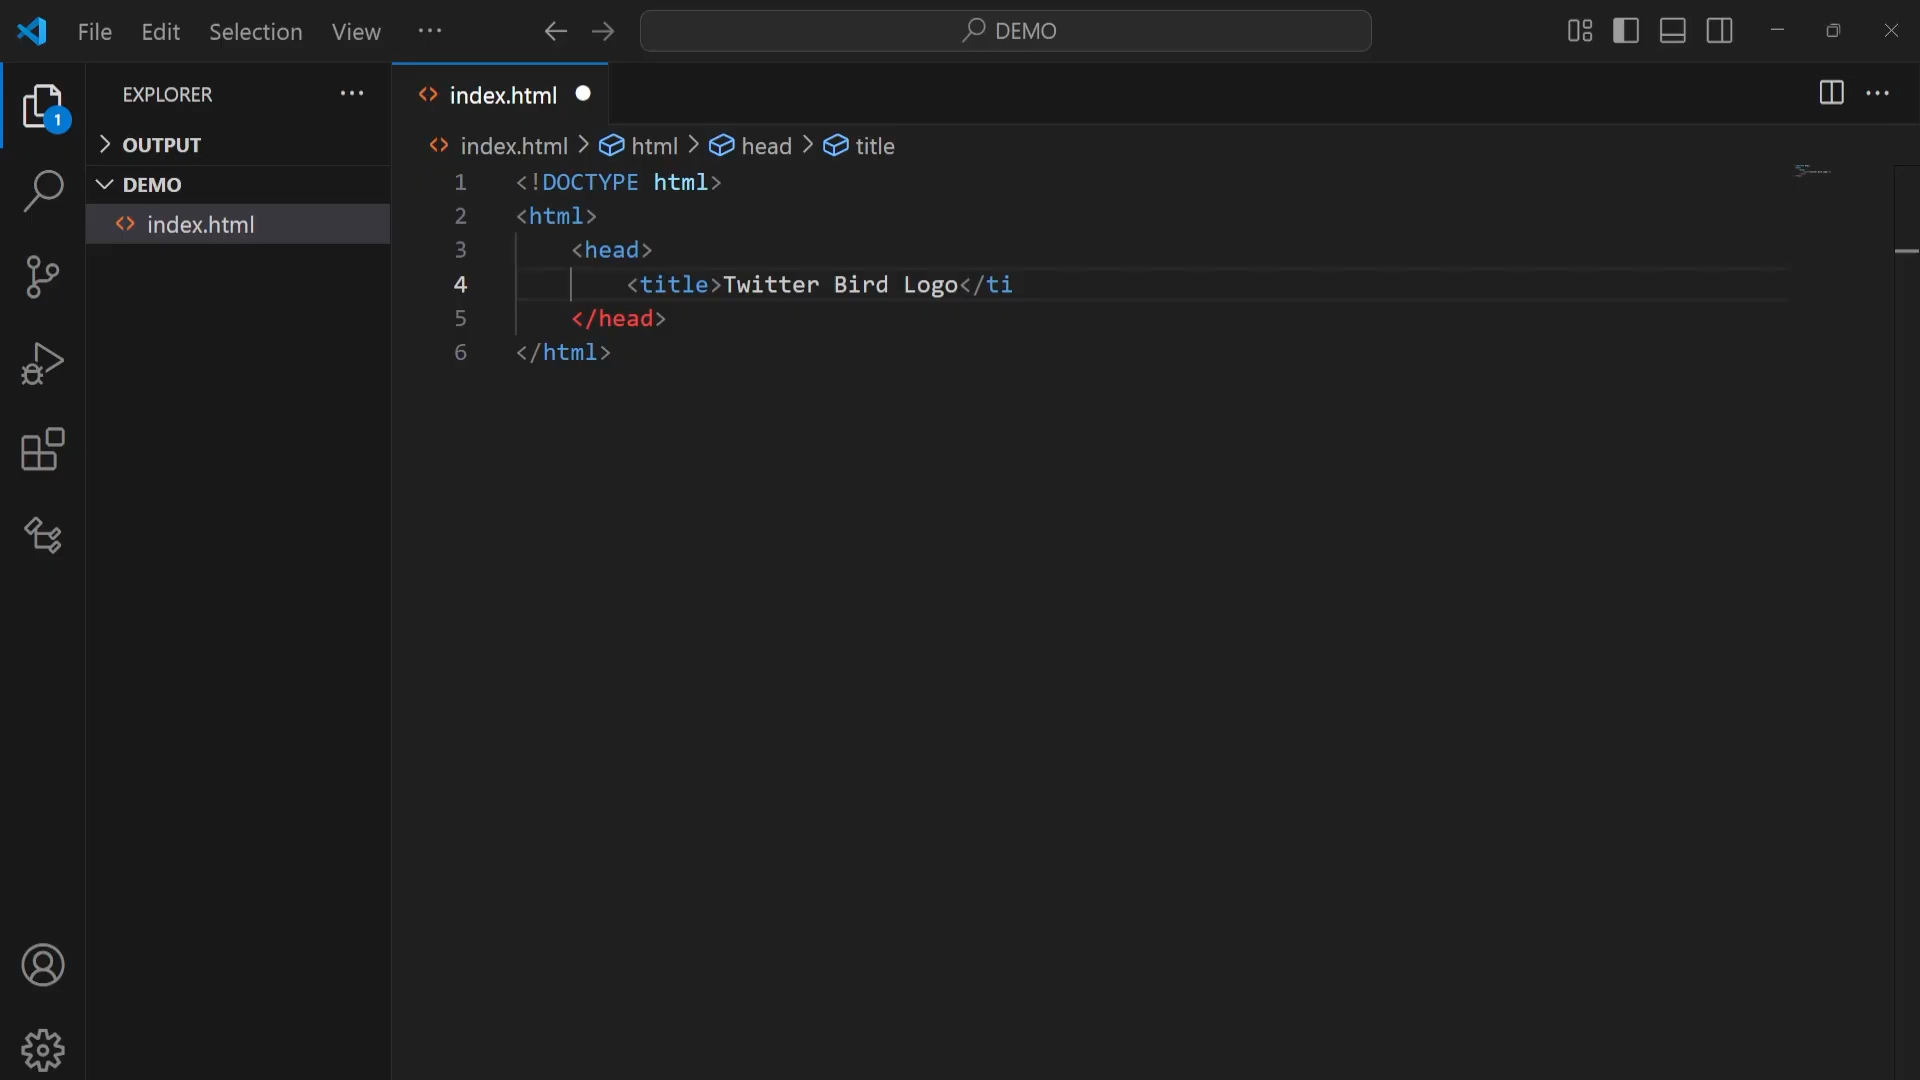 File Edit Selection View ··· DEMO
EXPLORER ···
1
OUTPUT
DEMO
index.html
index.html
index.html > html > head > title
1 <!DOCTYPE html>
2 <html>
3     <head>
4         <title>Twitter Bird Logo</ti
5     </head>
6 </html>